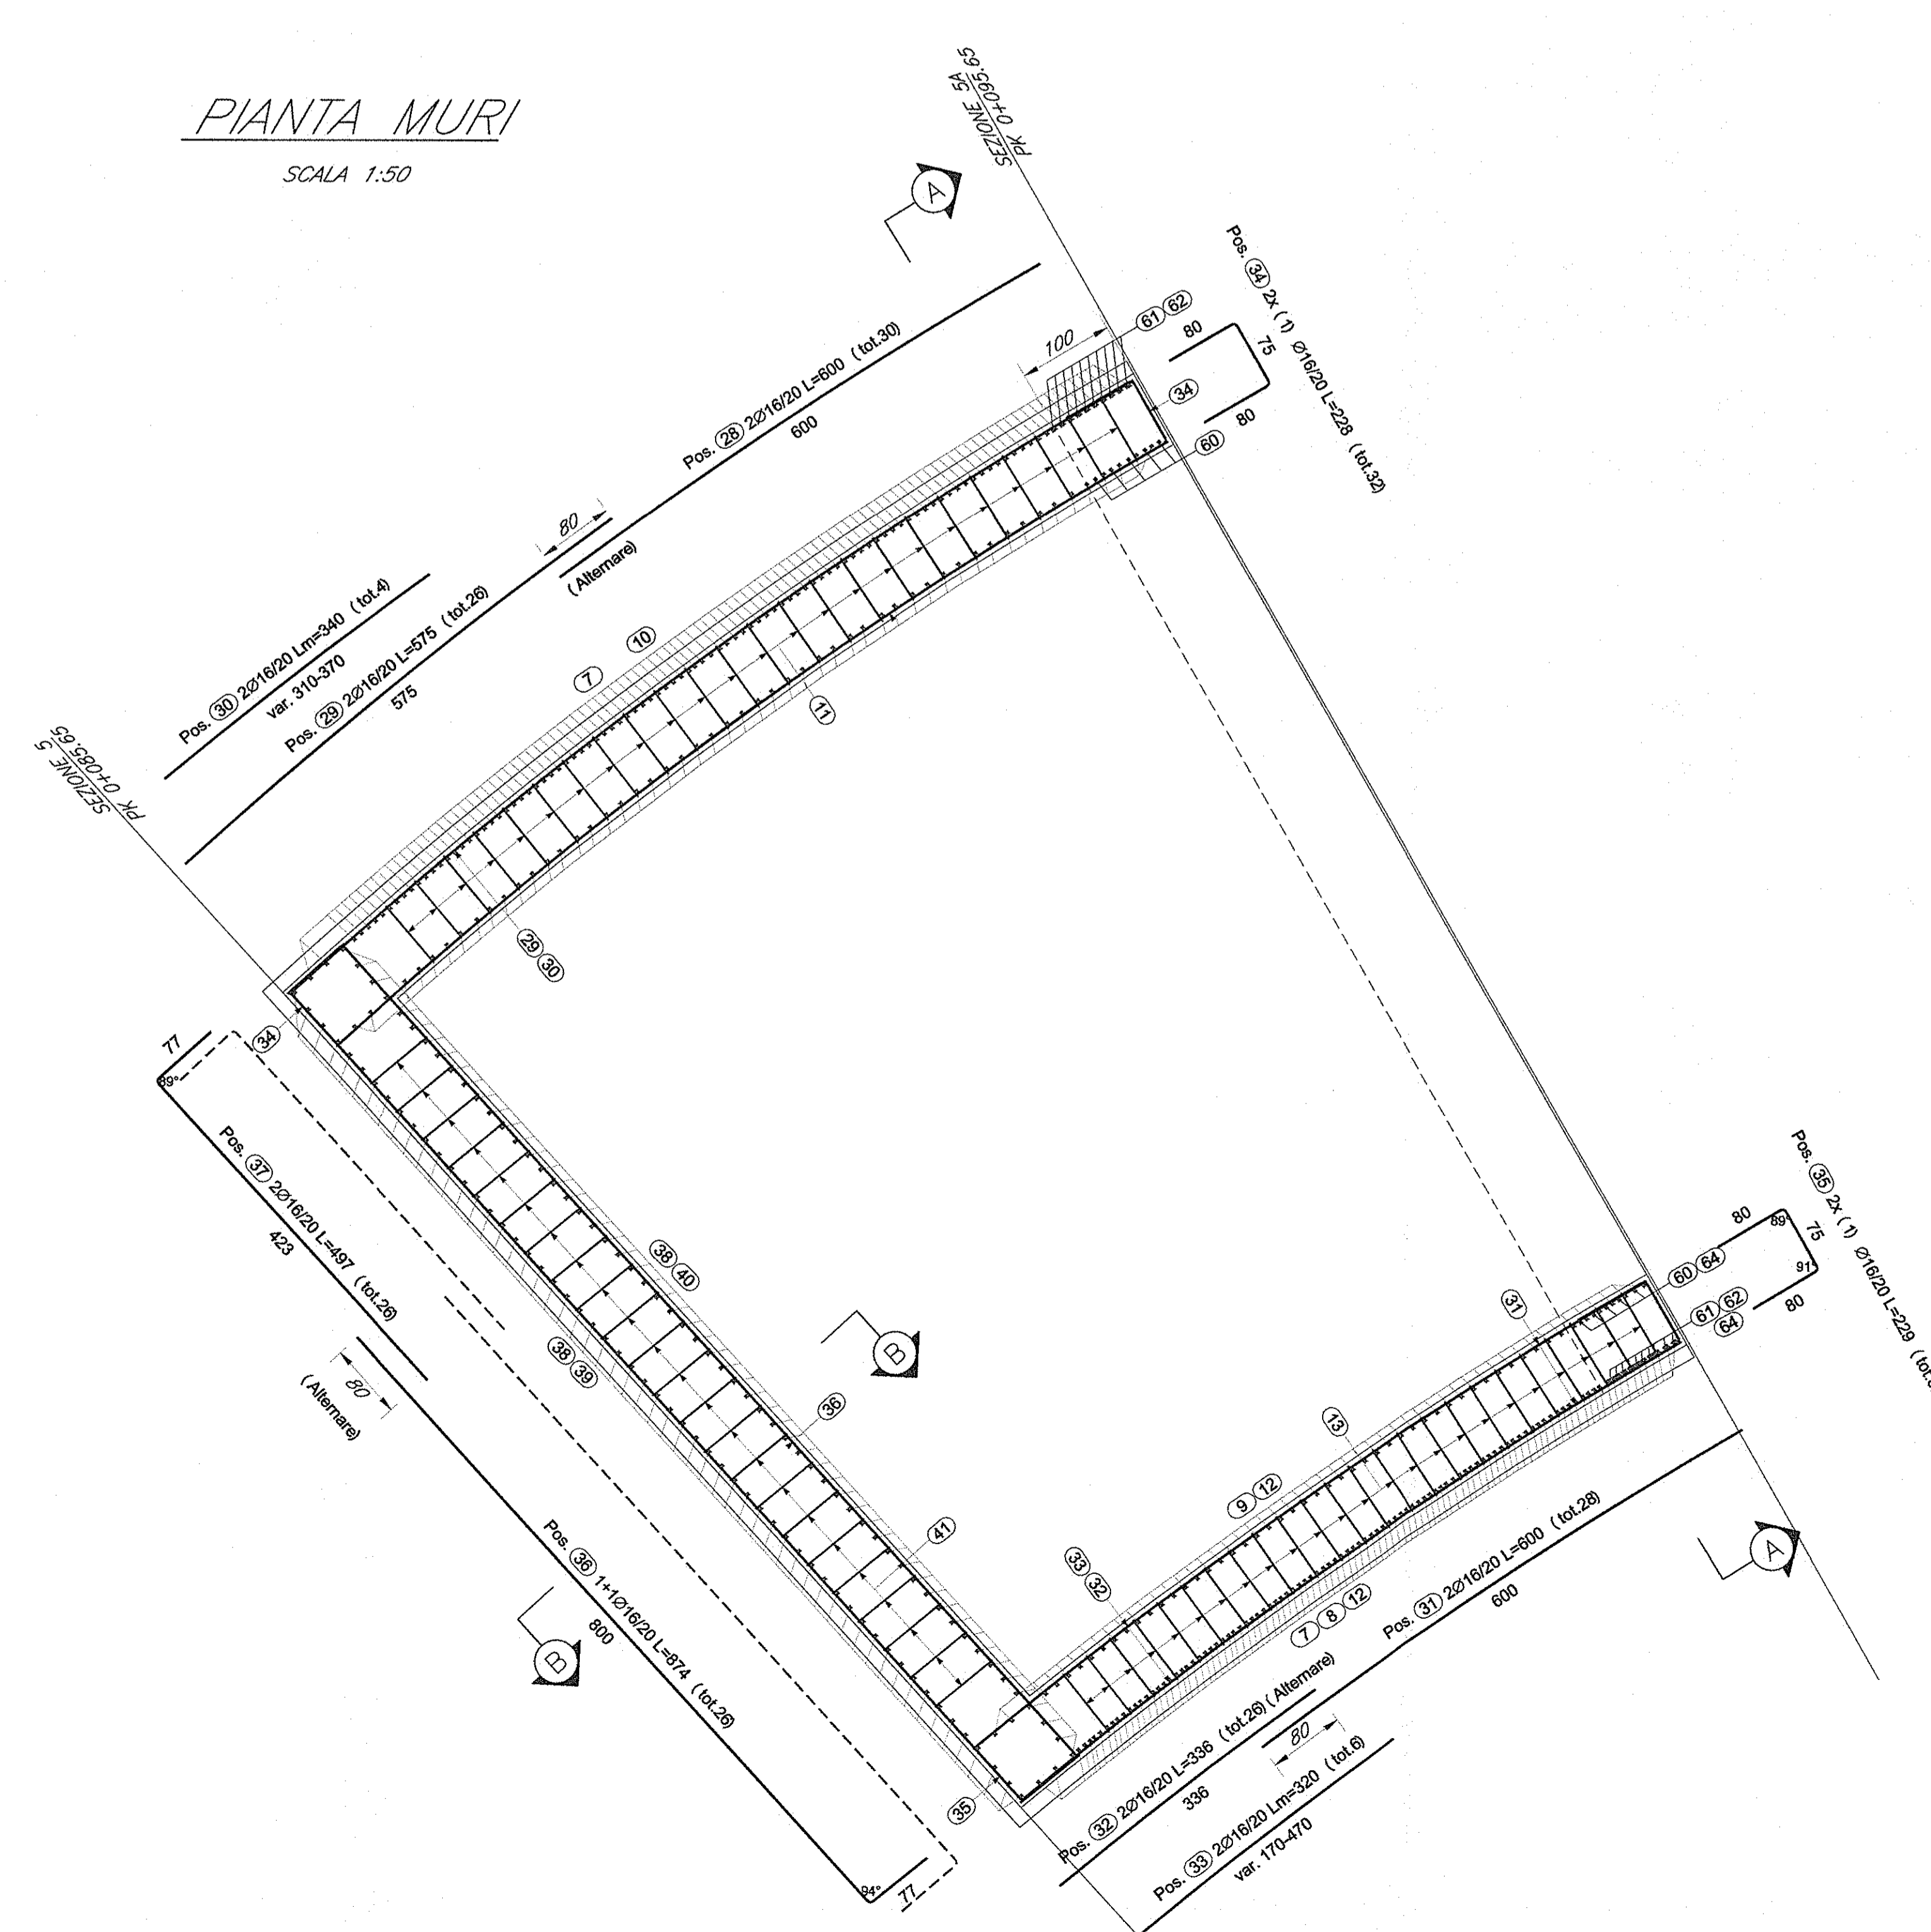 PIANTA MURI
SCALA 1:50
SEZIONE 5A
PK 0+095.65
A
Pos. 34 2x (1) Ø16/20 L=228 (tot.32)
80
75
80
61 62
100
34
60
Pos. 28 2Ø16/20 L=600 (tot.30)
600
80
(Alternare)
Pos. 30 2Ø16/20 Lm=340 (tot.4)
var. 310-370
Pos. 29 2Ø16/20 L=575 (tot.26)
575
10
7
11
SEZIONE 5
PK 0+085.65
29 30
34
77
89°
Pos. 37 2Ø16/20 L=497 (tot.26)
423
38 40
38 39
80
(Alternare)
B
36
41
Pos. 36 1+1Ø16/20 L=874 (tot.26)
800
B
94°
77
35
Pos. 35 2x (1) Ø16/20 L=229
80
89°
75
91°
80
60 64
61 62
64
31
13
9 12
33 32
7 8 12
A
Pos. 31 2Ø16/20 L=600 (tot.28)
600
Pos. 32 2Ø16/20 L=336 (tot.26) (Alternare)
336
80
Pos. 33 2Ø16/20 Lm=320 (tot.6)
var. 170-470